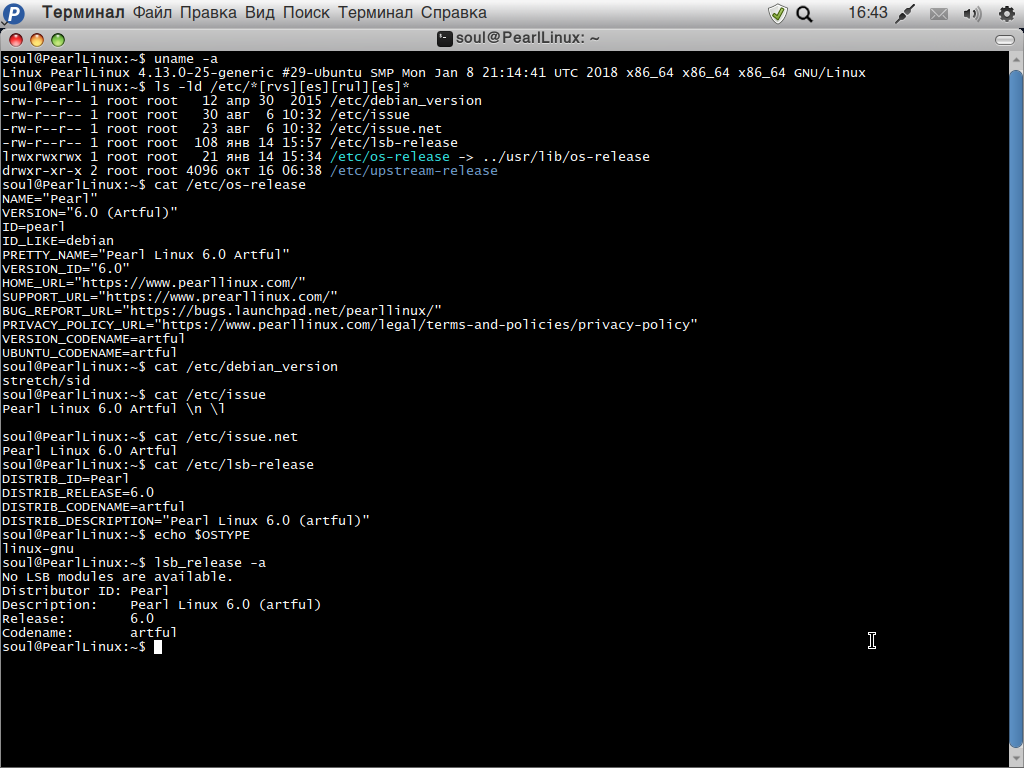 Терминал Файл Правка Вид Поиск Терминал Справка 16:43
soul@PearlLinux: ~
soul@PearlLinux:~$ uname -a
Linux PearlLinux 4.13.0-25-generic #29-Ubuntu SMP Mon Jan 8 21:14:41 UTC 2018 x86_64 x86_64 x86_64 GNU/Linux
soul@PearlLinux:~$ ls -ld /etc/*[rvs][es][rul][es]*
-rw-r--r-- 1 root root   12 апр 30  2015 /etc/debian_version
-rw-r--r-- 1 root root   30 авг  6 10:32 /etc/issue
-rw-r--r-- 1 root root   23 авг  6 10:32 /etc/issue.net
-rw-r--r-- 1 root root  108 янв 14 15:57 /etc/lsb-release
lrwxrwxrwx 1 root root   21 янв 14 15:34 /etc/os-release -> ../usr/lib/os-release
drwxr-xr-x 2 root root 4096 окт 16 06:38 /etc/upstream-release
soul@PearlLinux:~$ cat /etc/os-release
NAME="Pearl"
VERSION="6.0 (Artful)"
ID=pearl
ID_LIKE=debian
PRETTY_NAME="Pearl Linux 6.0 Artful"
VERSION_ID="6.0"
HOME_URL="https://www.pearllinux.com/"
SUPPORT_URL="https://www.prearllinux.com/"
BUG_REPORT_URL="https://bugs.launchpad.net/pearllinux/"
PRIVACY_POLICY_URL="https://www.pearllinux.com/legal/terms-and-policies/privacy-policy"
VERSION_CODENAME=artful
UBUNTU_CODENAME=artful
soul@PearlLinux:~$ cat /etc/debian_version
stretch/sid
soul@PearlLinux:~$ cat /etc/issue
Pearl Linux 6.0 Artful \n \l

soul@PearlLinux:~$ cat /etc/issue.net
Pearl Linux 6.0 Artful
soul@PearlLinux:~$ cat /etc/lsb-release
DISTRIB_ID=Pearl
DISTRIB_RELEASE=6.0
DISTRIB_CODENAME=artful
DISTRIB_DESCRIPTION="Pearl Linux 6.0 (artful)"
soul@PearlLinux:~$ echo $OSTYPE
linux-gnu
soul@PearlLinux:~$ lsb_release -a
No LSB modules are available.
Distributor ID: Pearl
Description:    Pearl Linux 6.0 (artful)
Release:        6.0
Codename:       artful
soul@PearlLinux:~$